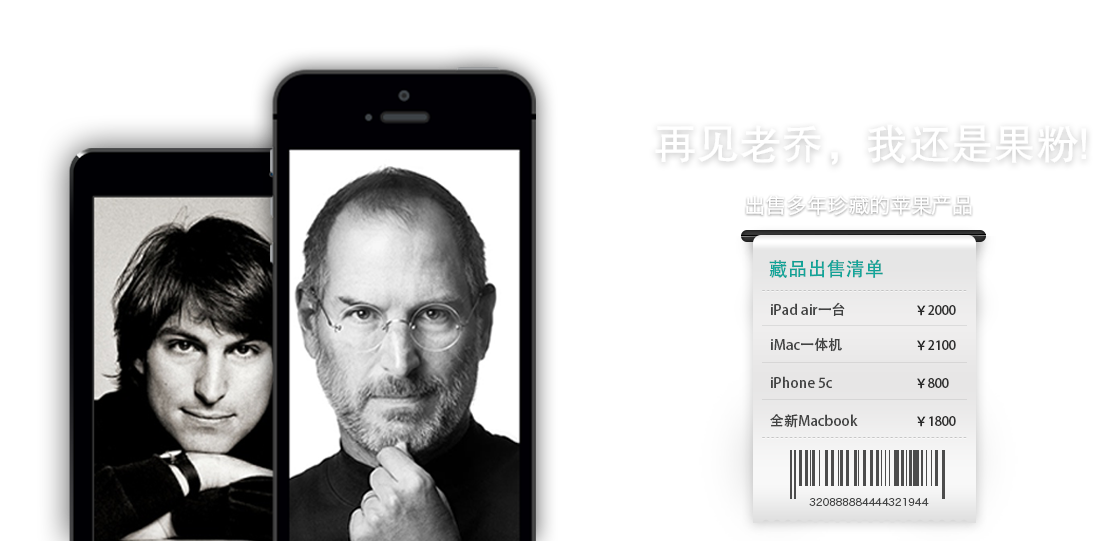 再见老乔，我还是果粉!
出售多年珍藏的苹果产品
藏品出售清单
iPad air一台 ¥2000
iMac一体机 ¥2100
iPhone 5c ¥800
全新Macbook ¥1800
320888884444321944